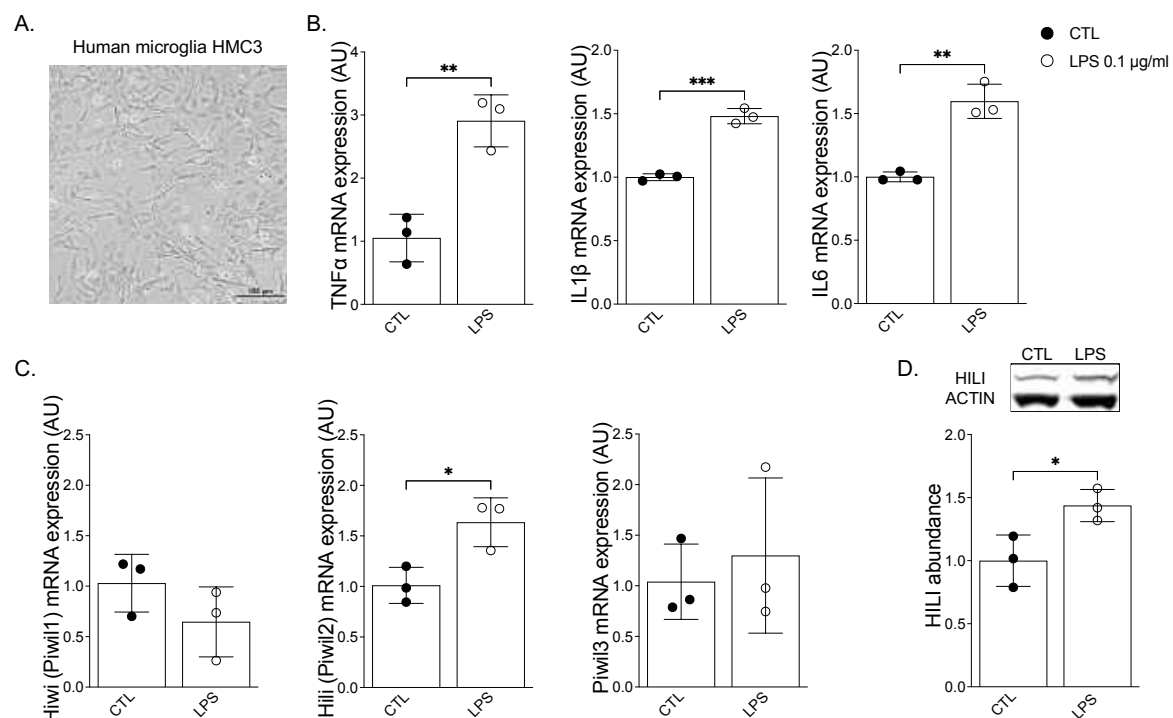 A.
Human microglia HMC3
B.
TNFα mRNA expression (AU)
4
3
2
1
0
**
CTL
LPS
IL1β mRNA expression (AU)
2.0
1.5
1.0
0.5
0.0
***
CTL
LPS
IL6 mRNA expression (AU)
2.0
1.5
1.0
0.5
0.0
**
CTL
LPS
CTL
LPS 0.1 µg/ml
C.
Hiwi (Piwil1) mRNA expression (AU)
2.5
2.0
1.5
1.0
0.5
0.0
CTL
LPS
Hili (Piwil2) mRNA expression (AU)
2.5
2.0
1.5
1.0
0.5
0.0
*
CTL
LPS
Piwil3 mRNA expression (AU)
2.5
2.0
1.5
1.0
0.5
0.0
CTL
LPS
D.
CTL LPS
HILI
ACTIN
HILI abundance
2.0
1.5
1.0
0.5
0.0
*
CTL
LPS